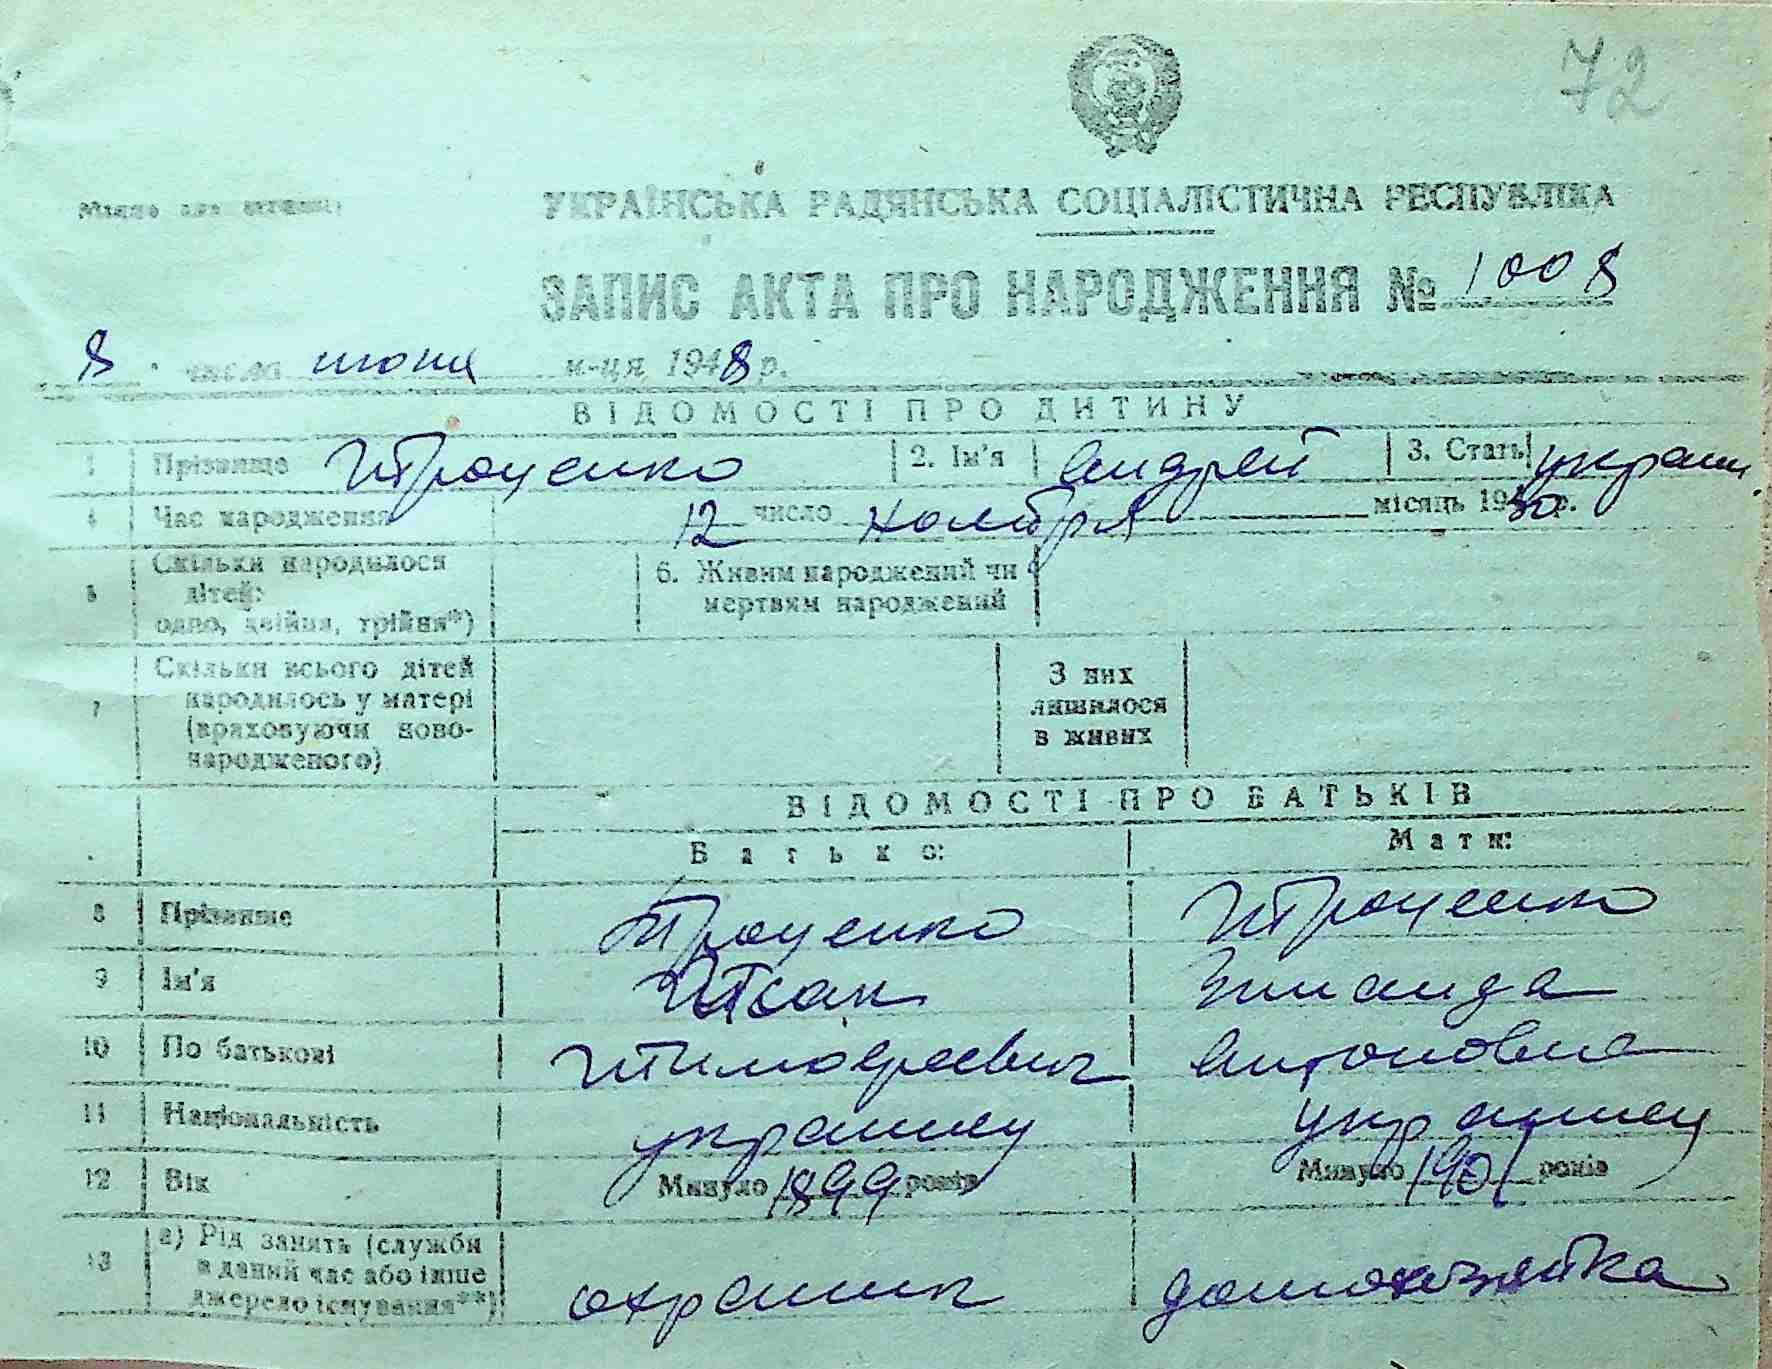 72
Місце для штампу
УКРАЇНСЬКА РАДЯНСЬКА СОЦІАЛІСТИЧНА РЕСПУБЛІКА
ЗАПИС АКТА ПРО НАРОДЖЕННЯ № 1008
8 числа июня м-ця 1948 р.
ВІДОМОСТІ ПРО ДИТИНУ
1 Прізвище Троценко 2. Ім'я Андрей 3. Стать украин.
4 Час народження 12 число ноября місяць 1930 р.
5 Скільки народилося дітей: одно, двійня, трійня*) 6. Живим народжений чи мертвим народжений
7 Скільки всього дітей народилось у матері (враховуючи новонародженого) З них лишилося в живих
ВІДОМОСТІ ПРО БАТЬКІВ
Батько: Мати:
8 Прізвище Троценко Троценко
9 Ім'я Зинаида
10 По батькові Тимофеевич Антоновна
11 Національність украинец украинец
12 Вік Минуло 1899 років Минуло 1901 років
13 а) Рід занять (служби в даний час або інше джерело існування**) охранник домохозяйка